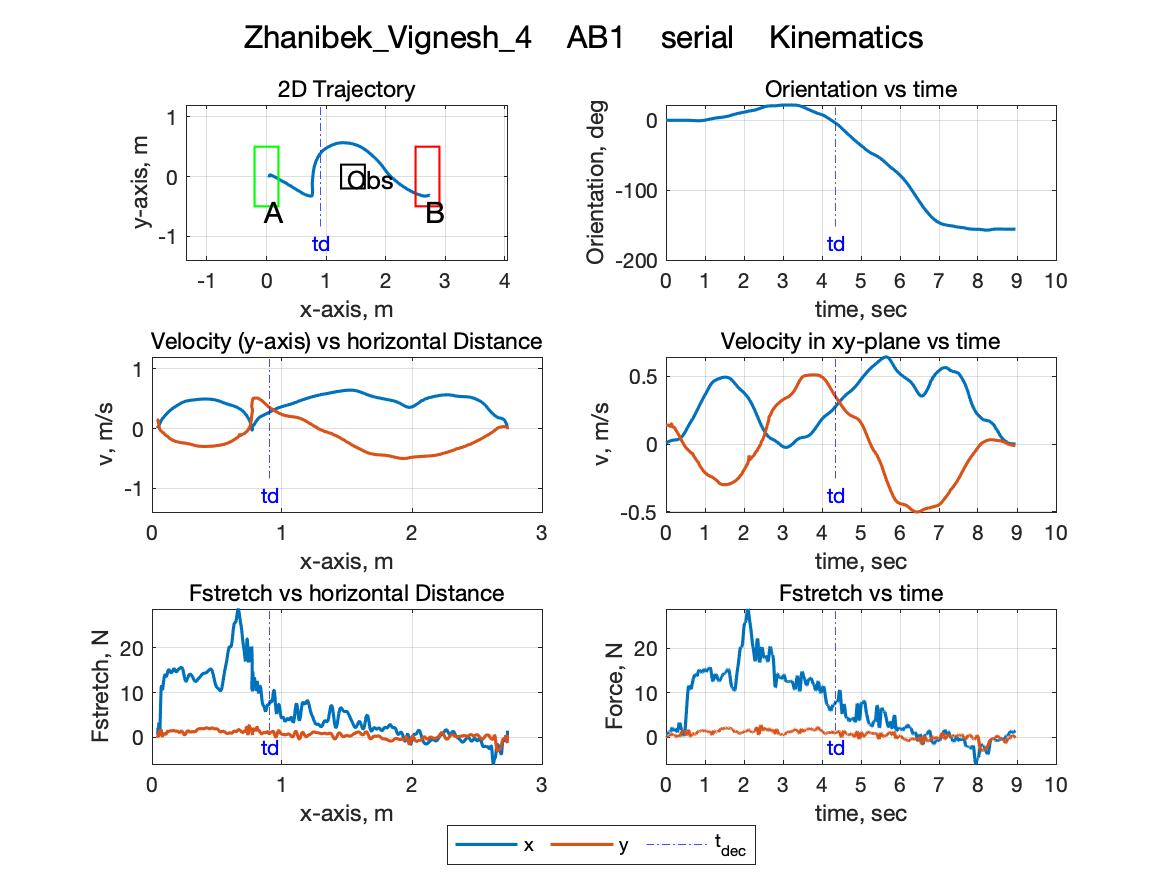 Zhanibek_Vignesh_4 AB1 serial Kinematics
2D Trajectory
y-axis, m
1
0
-1
A
Obs
B
td
-1 0 1 2 3 4
x-axis, m
Orientation vs time
Orientation, deg
0
-100
-200
td
0 1 2 3 4 5 6 7 8 9 10
time, sec
Velocity (y-axis) vs horizontal Distance
v, m/s
1
0
-1
td
0 1 2 3
x-axis, m
Velocity in xy-plane vs time
v, m/s
0.5
0
-0.5
td
0 1 2 3 4 5 6 7 8 9 10
time, sec
Fstretch vs horizontal Distance
Fstretch, N
20
10
0
td
0 1 2 3
x-axis, m
Fstretch vs time
Force, N
20
10
0
td
0 1 2 3 4 5 6 7 8 9 10
time, sec
x y t_dec